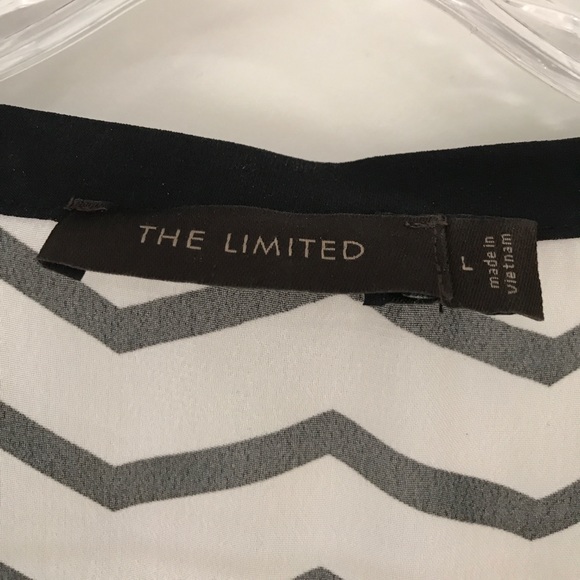 THE LIMITED
L
made in
vietnam